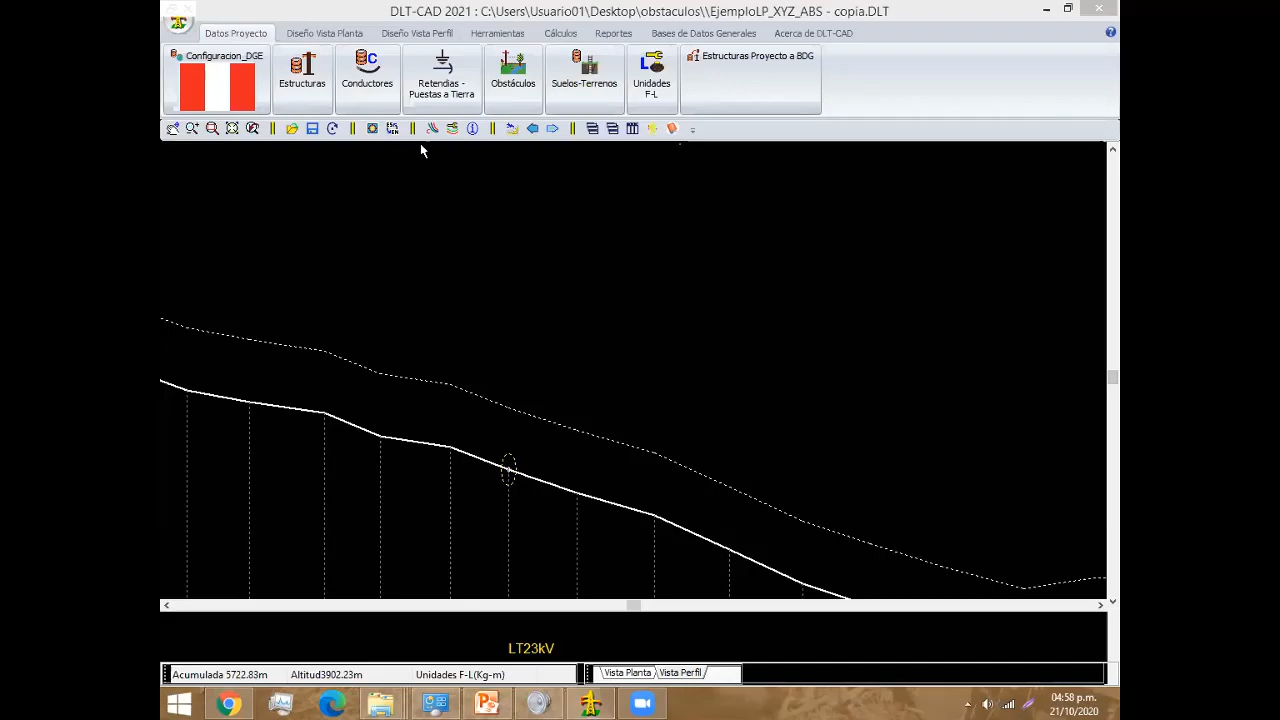 DLT-CAD 2021 : C:\Users\Usuario01\Desktop\obstaculos\\EjemploLP_XYZ_ABS - copia.DLT
Datos Proyecto Diseño Vista Planta Diseño Vista Perfil Herramientas Cálculos Reportes Bases de Datos Generales Acerca de DLT-CAD
Configuracion_DGE
Estructuras
Conductores
Retendias -
Puestas a Tierra
Obstáculos
Suelos-Terrenos
Unidades
F-L
Estructuras Proyecto a BDG
LT23kV
Acumulada 5722.83m Altitud3902.23m Unidades F-L(Kg-m) Vista Planta Vista Perfil
04:58 p.m.
21/10/2020